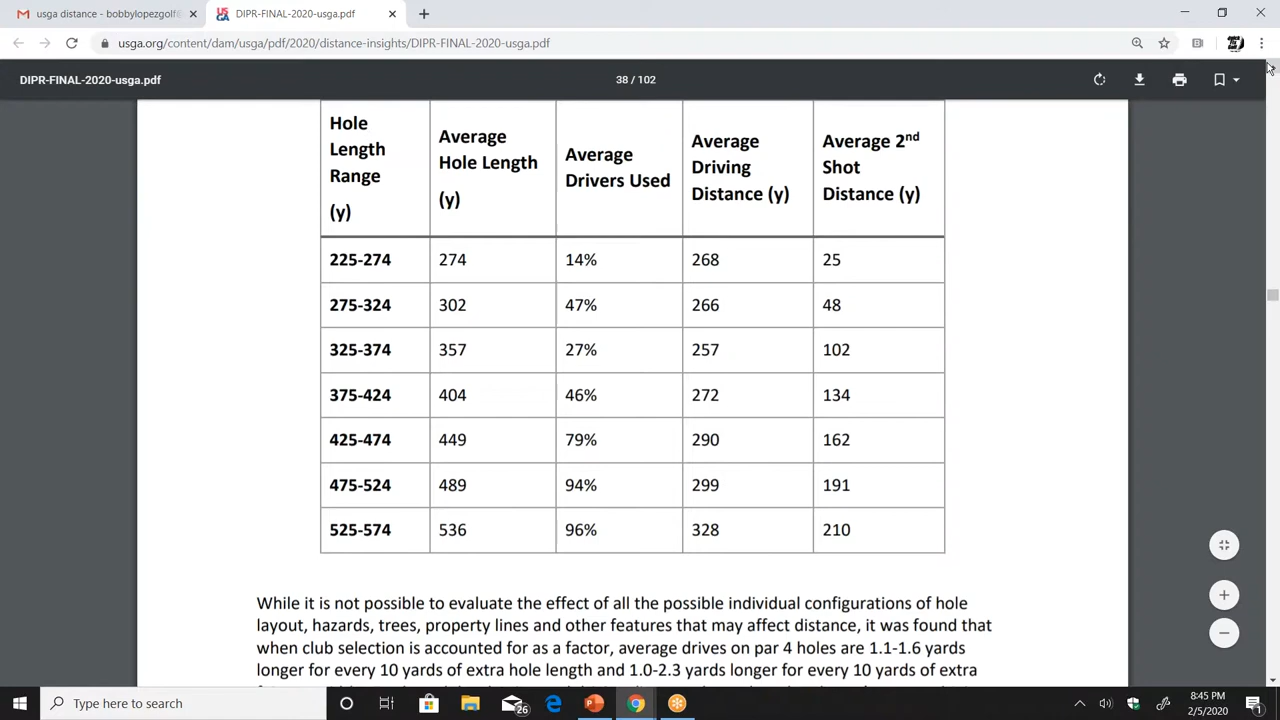 usga distance - bobbylopezgolf@
DIPR-FINAL-2020-usga.pdf
usga.org/content/dam/usga/pdf/2020/distance-insights/DIPR-FINAL-2020-usga.pdf
DIPR-FINAL-2020-usga.pdf
38 / 102
Hole Length Range (y) Average Hole Length (y) Average Drivers Used Average Driving Distance (y) Average 2nd Shot Distance (y)
225-274 274 14% 268 25
275-324 302 47% 266 48
325-374 357 27% 257 102
375-424 404 46% 272 134
425-474 449 79% 290 162
475-524 489 94% 299 191
525-574 536 96% 328 210
While it is not possible to evaluate the effect of all the possible individual configurations of hole
layout, hazards, trees, property lines and other features that may affect distance, it was found that
when club selection is accounted for as a factor, average drives on par 4 holes are 1.1-1.6 yards
longer for every 10 yards of extra hole length and 1.0-2.3 yards longer for every 10 yards of extra
Type here to search
26
8:45 PM
2/5/2020
1